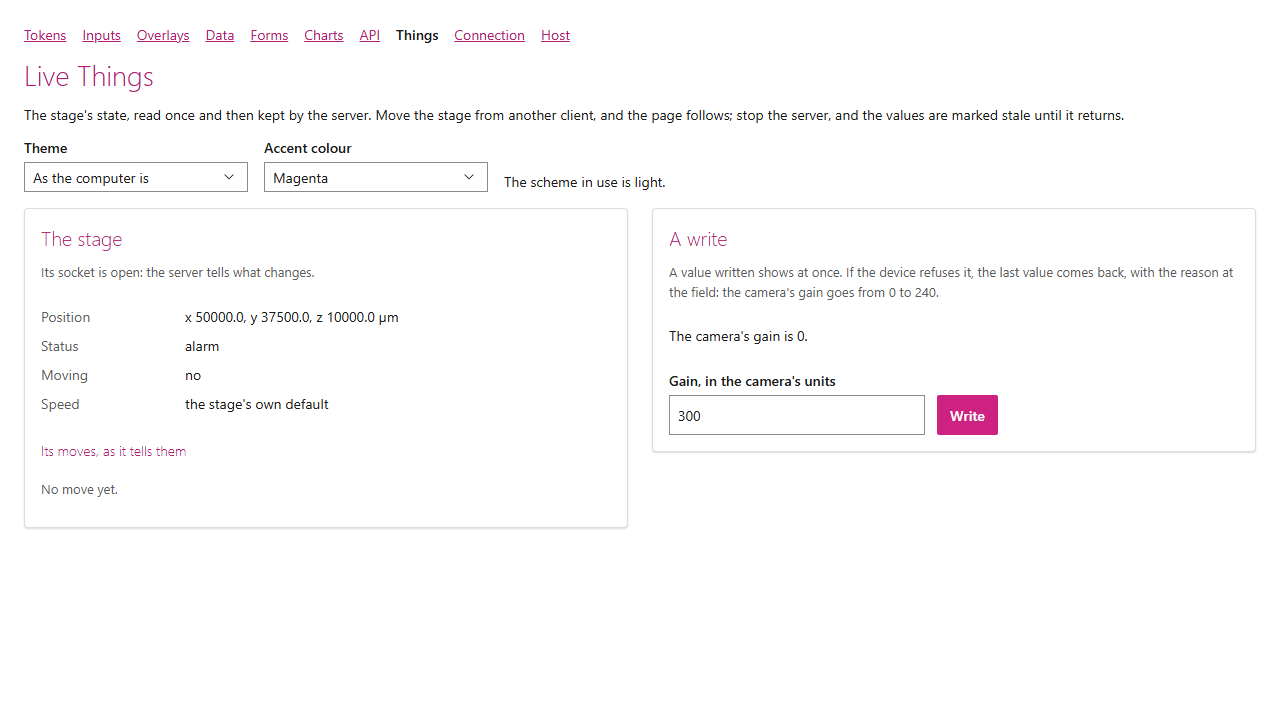 Tokens Inputs Overlays Data Forms Charts API Things Connection Host
Live Things
The stage's state, read once and then kept by the server. Move the stage from another client, and the page follows; stop the server, and the values are marked stale until it returns.
Theme Accent colour
As the computer is Magenta The scheme in use is light.
The stage
Its socket is open: the server tells what changes.
Position x 50000.0, y 37500.0, z 10000.0 µm
Status alarm
Moving no
Speed the stage's own default
Its moves, as it tells them
No move yet.
A write
A value written shows at once. If the device refuses it, the last value comes back, with the reason at
the field: the camera's gain goes from 0 to 240.
The camera's gain is 0.
Gain, in the camera's units
300 Write